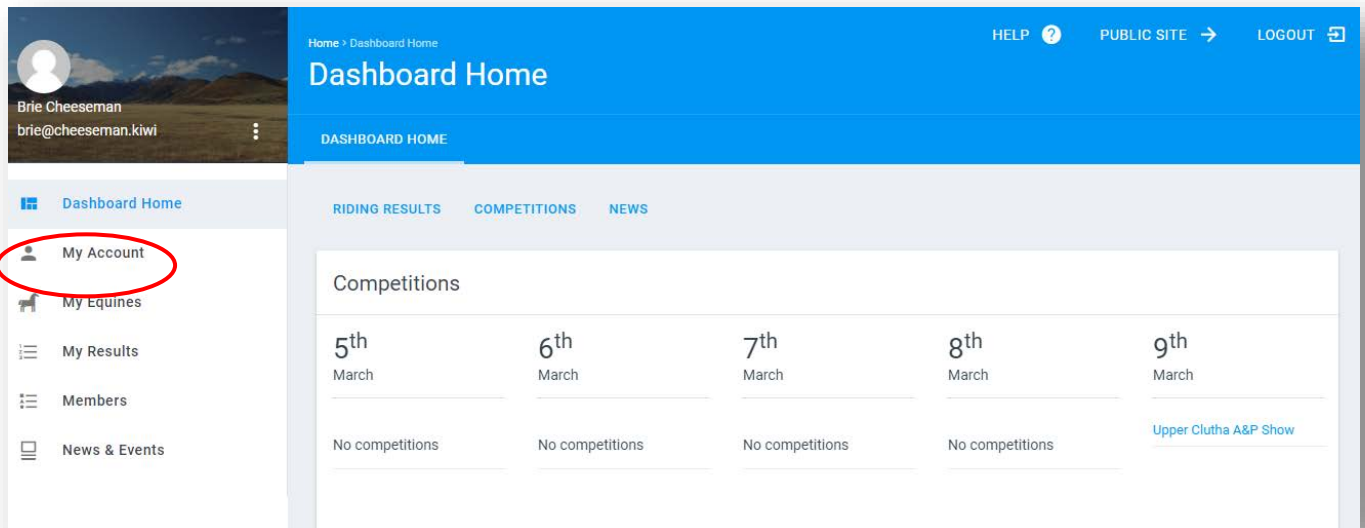 Brie Cheeseman
brie@cheeseman.kiwi
Home > Dashboard Home
HELP ? PUBLIC SITE → LOGOUT
Dashboard Home
DASHBOARD HOME
Dashboard Home
My Account
My Equines
My Results
Members
News & Events
RIDING RESULTS COMPETITIONS NEWS
Competitions
5th 6th 7th 8th 9th
March March March March March
No competitions No competitions No competitions No competitions Upper Clutha A&P Show